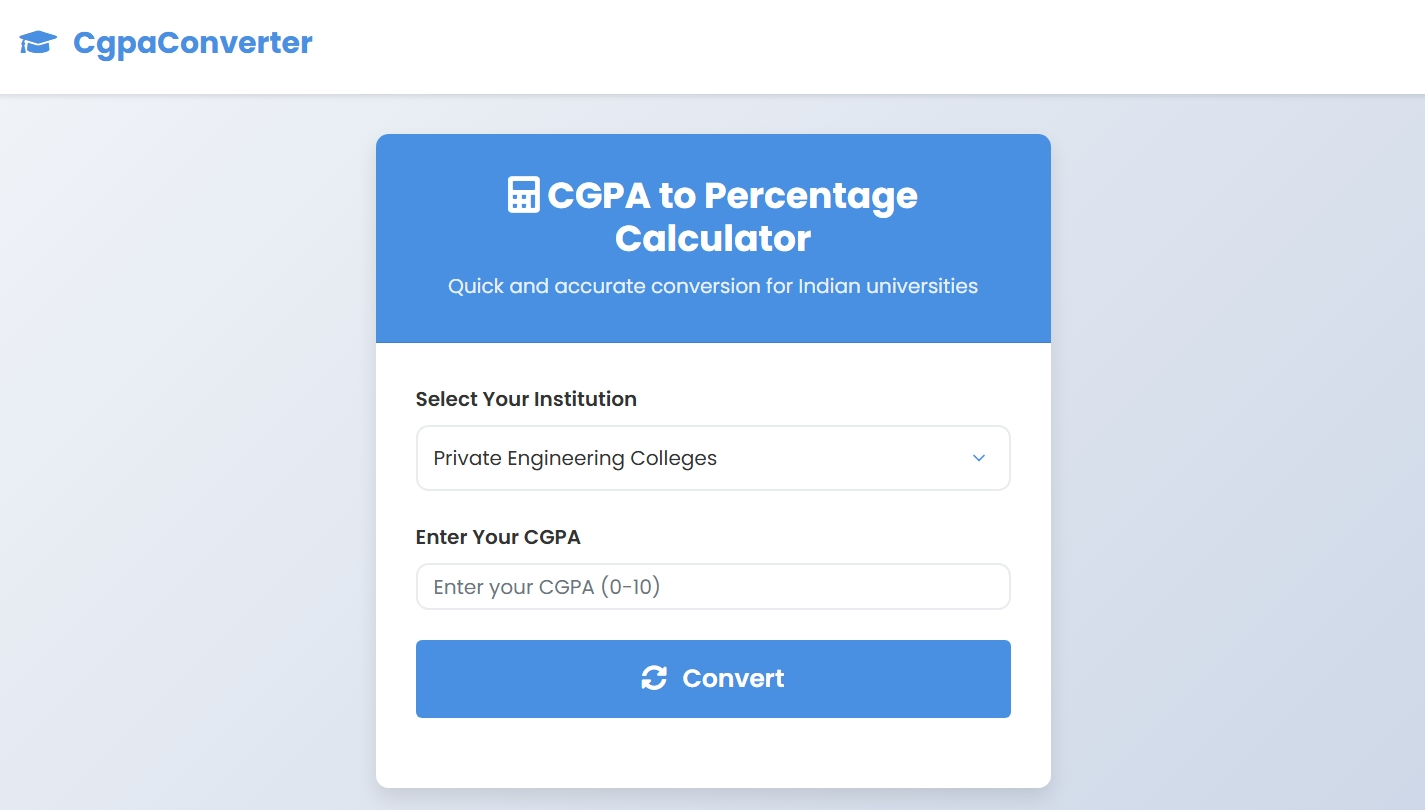 CgpaConverter
CGPA to Percentage
Calculator
Quick and accurate conversion for Indian universities
Select Your Institution
Private Engineering Colleges
Enter Your CGPA
Enter your CGPA (0-10)
Convert